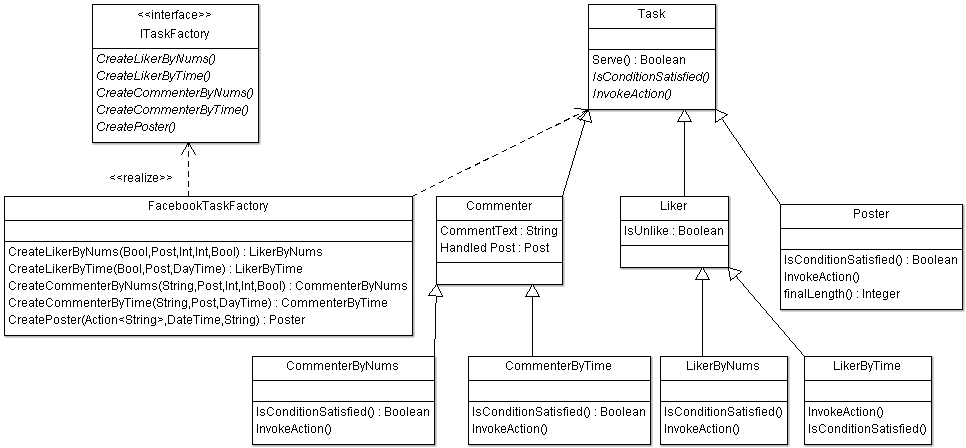 <<interface>>
ITaskFactory
CreateLikerByNums()
CreateLikerByTime()
CreateCommenterByNums()
CreateCommenterByTime()
CreatePoster()
Task
Serve() : Boolean
IsConditionSatisfied()
InvokeAction()
<<realize>>
FacebookTaskFactory
CreateLikerByNums(Bool,Post,Int,Int,Bool) : LikerByNums
CreateLikerByTime(Bool,Post,DayTime) : LikerByTime
CreateCommenterByNums(String,Post,Int,Int,Bool) : CommenterByNums
CreateCommenterByTime(String,Post,DayTime) : CommenterByTime
CreatePoster(Action<String>,DateTime,String) : Poster
Commenter
CommentText : String
Handled Post : Post
Liker
IsUnlike : Boolean
Poster
IsConditionSatisfied() : Boolean
InvokeAction()
finalLength() : Integer
CommenterByNums
IsConditionSatisfied() : Boolean
InvokeAction()
CommenterByTime
IsConditionSatisfied() : Boolean
InvokeAction()
LikerByNums
IsConditionSatisfied()
InvokeAction()
LikerByTime
InvokeAction()
IsConditionSatisfied()